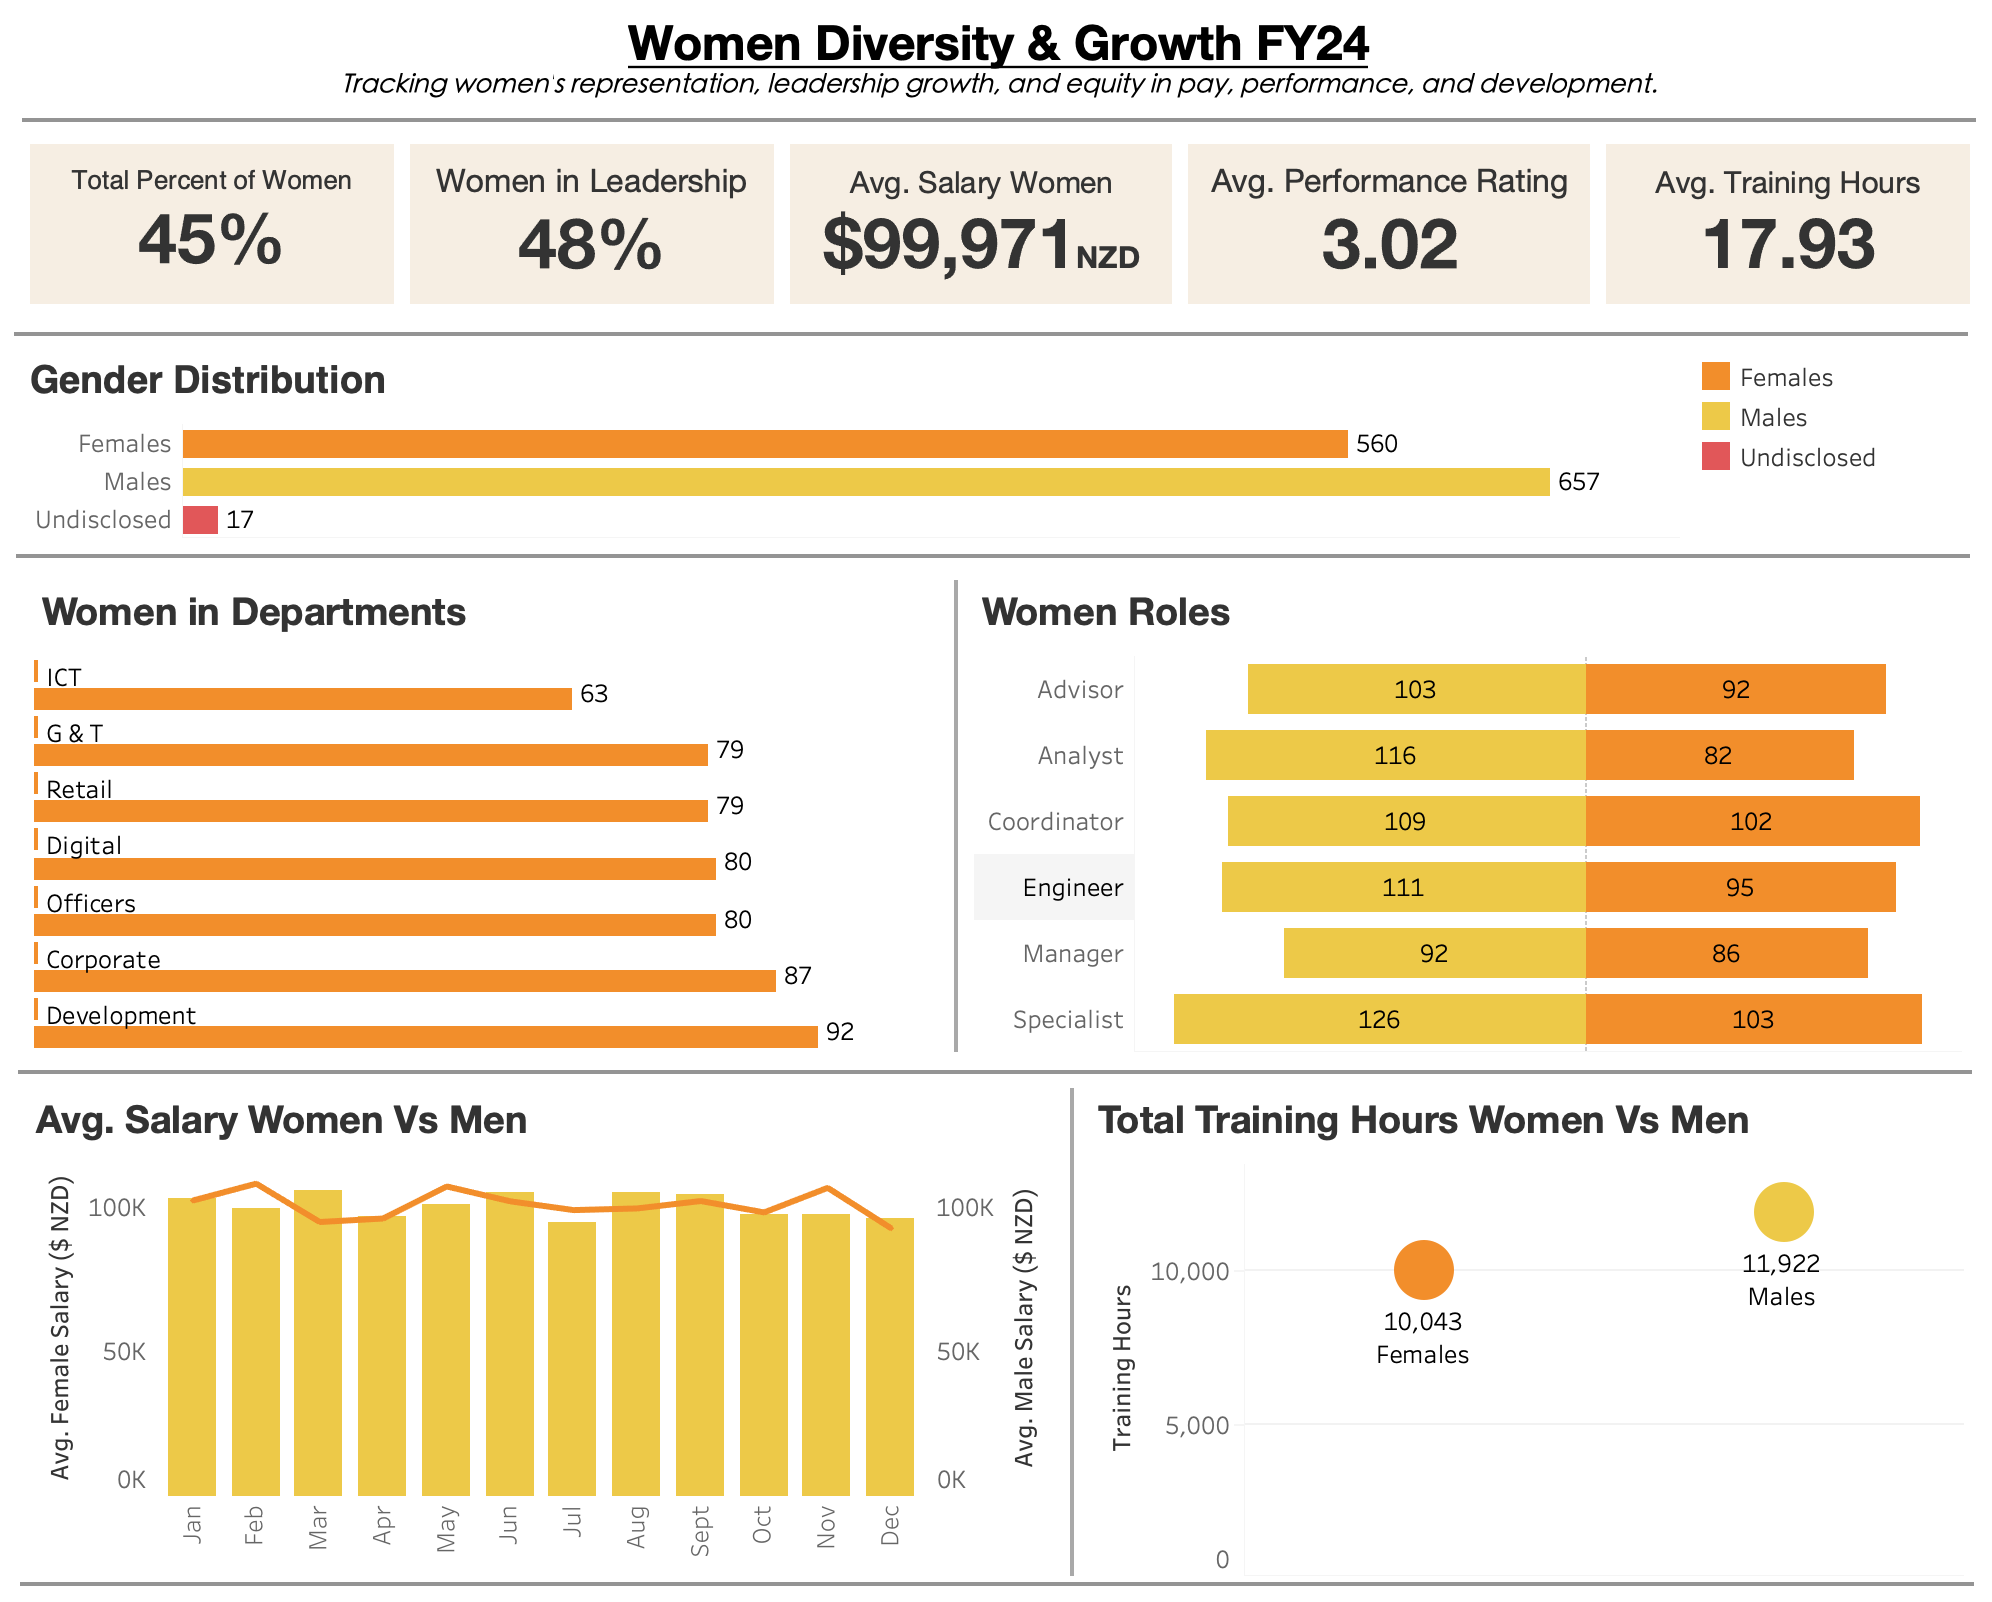 Women Diversity & Growth FY24
Tracking women's representation, leadership growth, and equity in pay, performance, and development.
Total Percent of Women
45%
Women in Leadership
48%
Avg. Salary Women
$99,971 NZD
Avg. Performance Rating
3.02
Avg. Training Hours
17.93
Gender Distribution
Females 560
Males 657
Undisclosed 17
Females
Males
Undisclosed
Women in Departments
ICT
63
G & T
79
Retail
79
Digital
80
Officers
80
Corporate
87
Development
92
Women Roles
Advisor 103 92
Analyst 116 82
Coordinator 109 102
Engineer 111 95
Manager 92 86
Specialist 126 103
Avg. Salary Women Vs Men
Avg. Female Salary ($ NZD)
100K
50K
0K
Jan Feb Mar Apr May Jun Jul Aug Sept Oct Nov Dec
100K
50K
0K
Avg. Male Salary ($ NZD)
Total Training Hours Women Vs Men
Training Hours
10,000
5,000
0
10,043
Females
11,922
Males